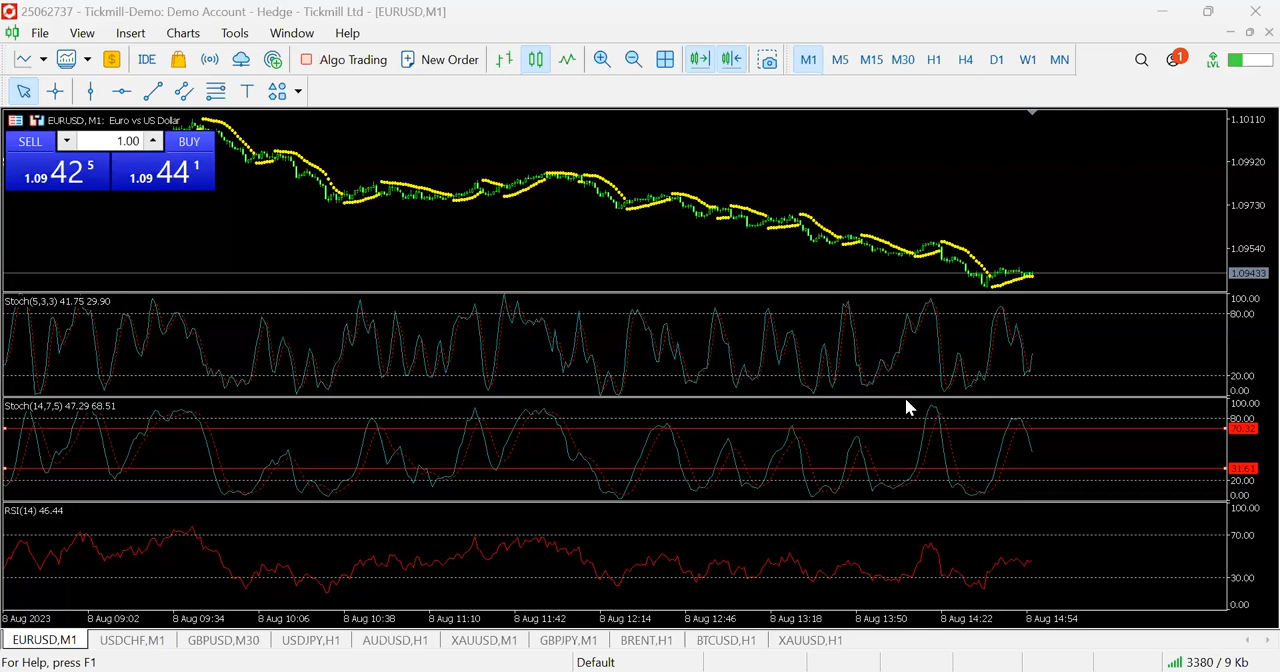 25062737 - Tickmill-Demo: Demo Account - Hedge - Tickmill Ltd - [EURUSD,M1]
File View Insert Charts Tools Window Help
$ IDE Algo Trading New Order M1 M5 M15 M30 H1 H4 D1 W1 MN 1 LVL
T
EURUSD, M1: Euro vs US Dollar
SELL 1.00 BUY
1.09 42 5 1.09 44 1
1.10110
1.09920
1.09730
1.09540
1.09433
Stoch(5,3,3) 41.75 29.90
100.00
80.00
20.00
0.00
Stoch(14,7,5) 47.29 68.51
100.00
80.00
70.32
31.61
20.00
0.00
RSI(14) 46.44
100.00
70.00
30.00
0.00
8 Aug 2023 8 Aug 09:02 8 Aug 09:34 8 Aug 10:06 8 Aug 10:38 8 Aug 11:10 8 Aug 11:42 8 Aug 12:14 8 Aug 12:46 8 Aug 13:18 8 Aug 13:50 8 Aug 14:22 8 Aug 14:54
EURUSD,M1 USDCHF,M1 GBPUSD,M30 USDJPY,H1 AUDUSD,H1 XAUUSD,M1 GBPJPY,M1 BRENT,H1 BTCUSD,H1 XAUUSD,H1
For Help, press F1 Default 3380 / 9 Kb